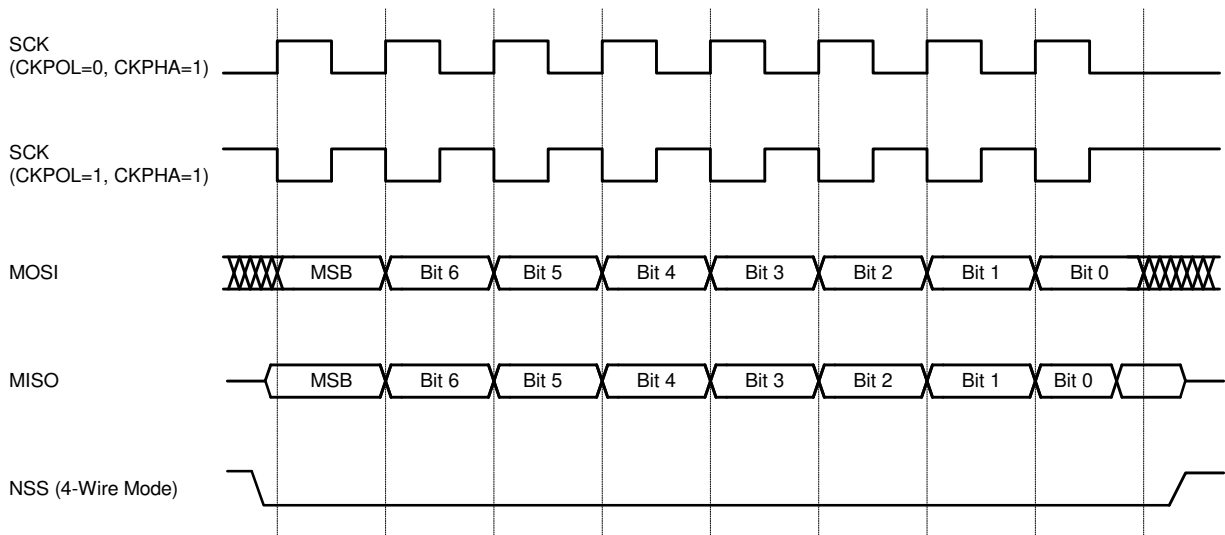 SCK
(CKPOL=0, CKPHA=1)
SCK
(CKPOL=1, CKPHA=1)
MOSI
MSB Bit 6 Bit 5 Bit 4 Bit 3 Bit 2 Bit 1 Bit 0
MISO
MSB Bit 6 Bit 5 Bit 4 Bit 3 Bit 2 Bit 1 Bit 0
NSS (4-Wire Mode)